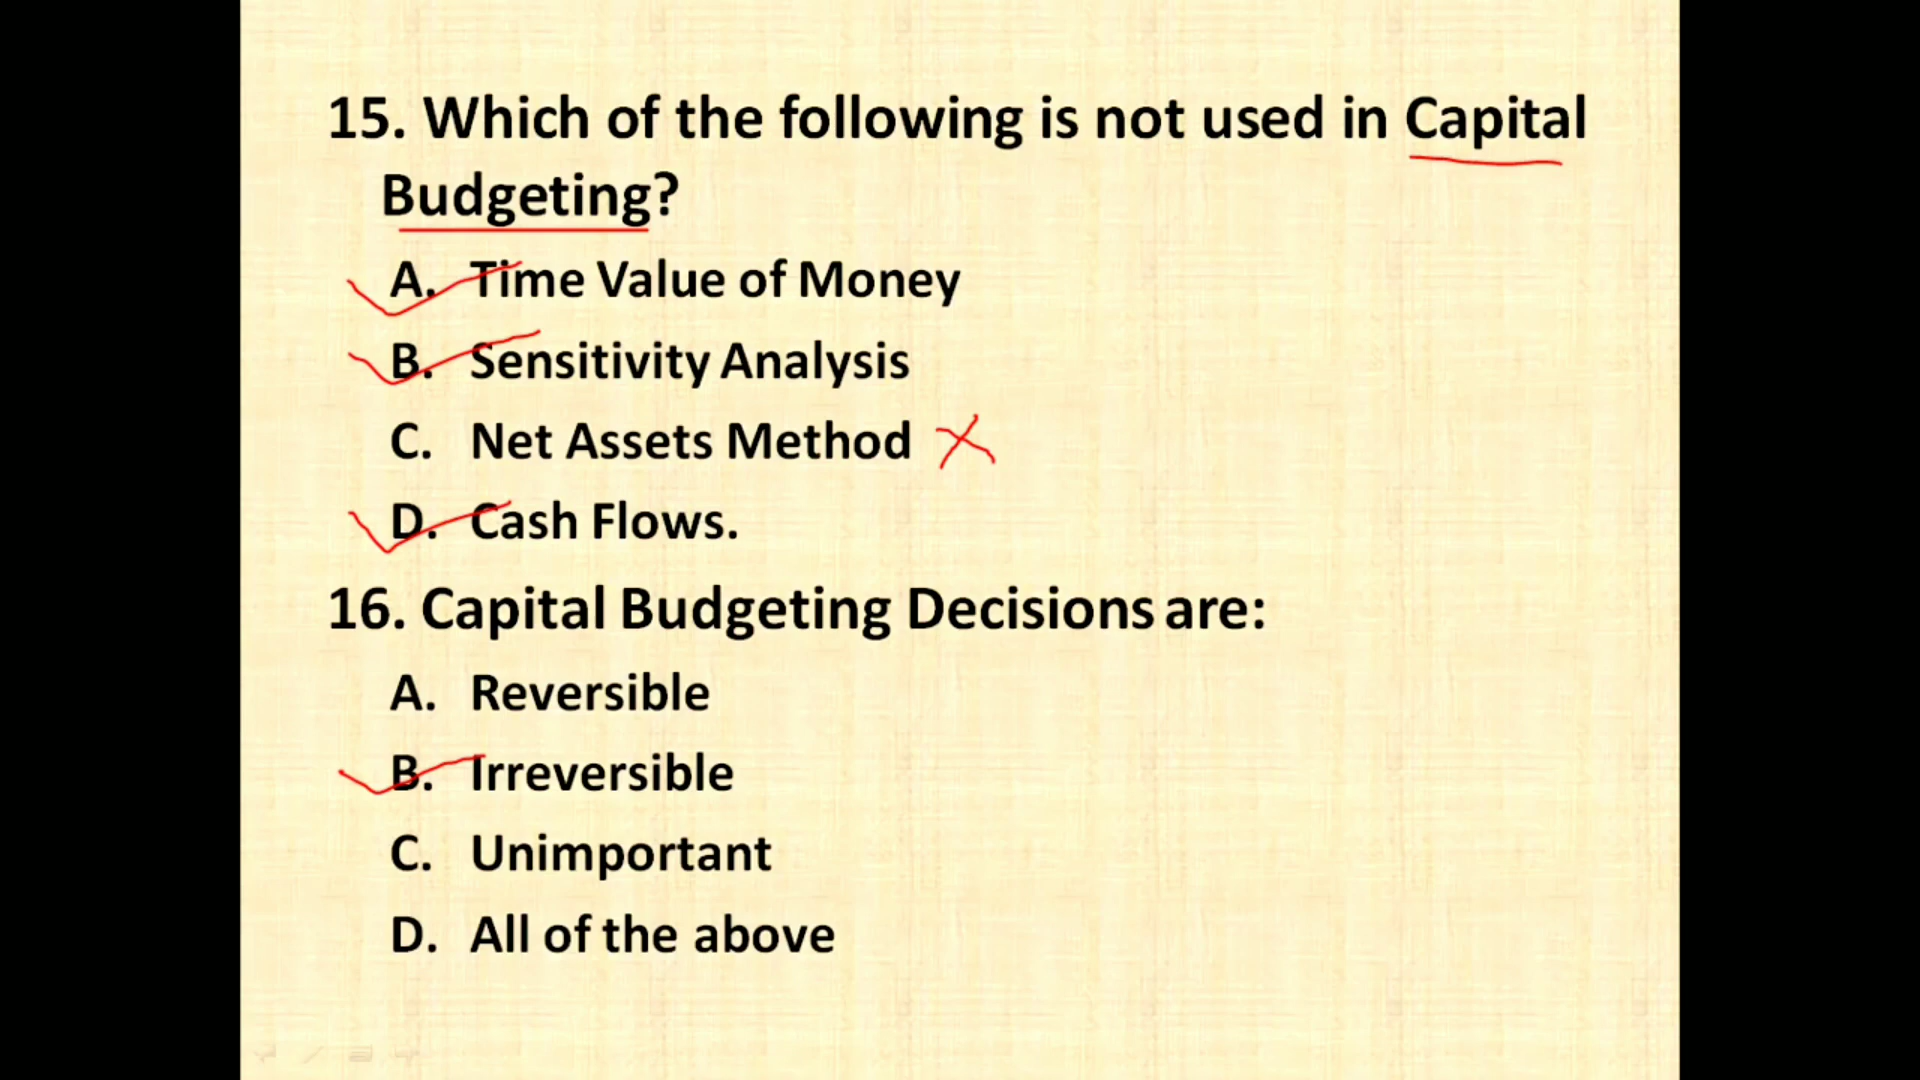 15. Which of the following is not used in Capital
Budgeting?
A. Time Value of Money
B. Sensitivity Analysis
C. Net Assets Method
D. Cash Flows.
16. Capital Budgeting Decisions are:
A. Reversible
B. Irreversible
C. Unimportant
D. All of the above